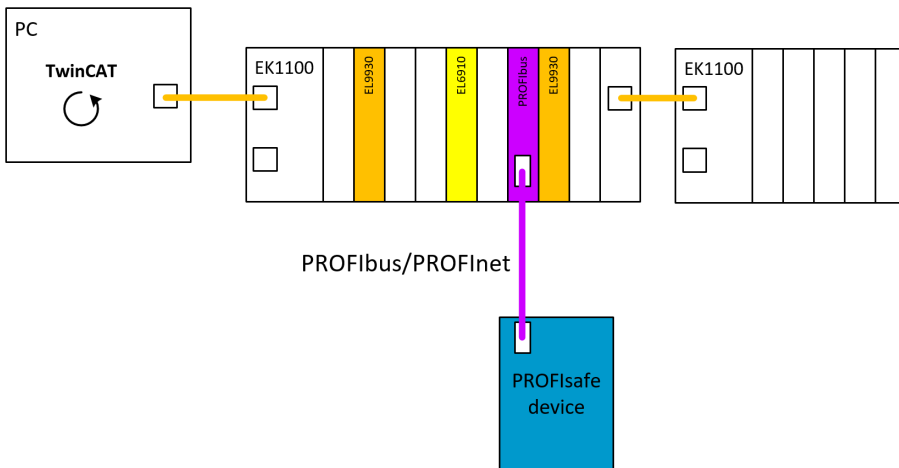 PC
TwinCAT
EK1100
EL9930
EL6910
PROFIbus
EL9930
EK1100
PROFIbus/PROFInet
PROFIsafe
device